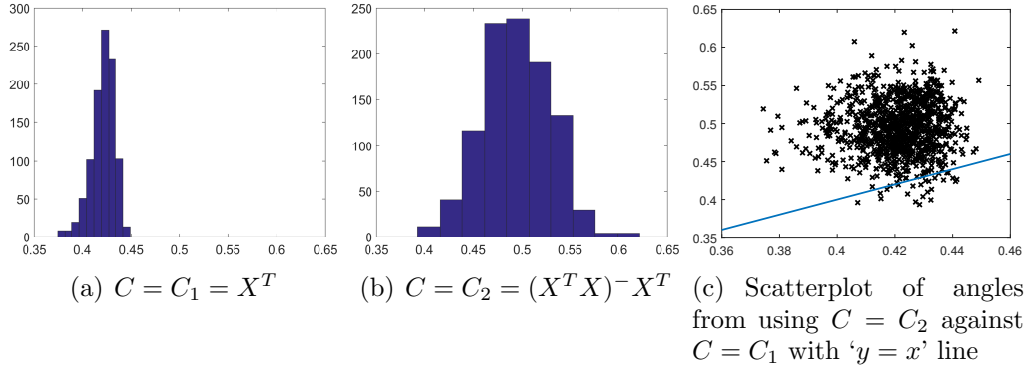 300
250
200
150
100
50
0
0.35 0.4 0.45 0.5 0.55 0.6 0.65
(a) C = C₁ = Xᵀ
250
200
150
100
50
0
0.35 0.4 0.45 0.5 0.55 0.6 0.65
(b) C = C₂ = (XᵀX)⁻Xᵀ
0.65
0.6
0.55
0.5
0.45
0.4
0.35
0.36 0.38 0.4 0.42 0.44 0.46
(c) Scatterplot of angles
from using C = C₂ against
C = C₁ with ‘y = x’ line